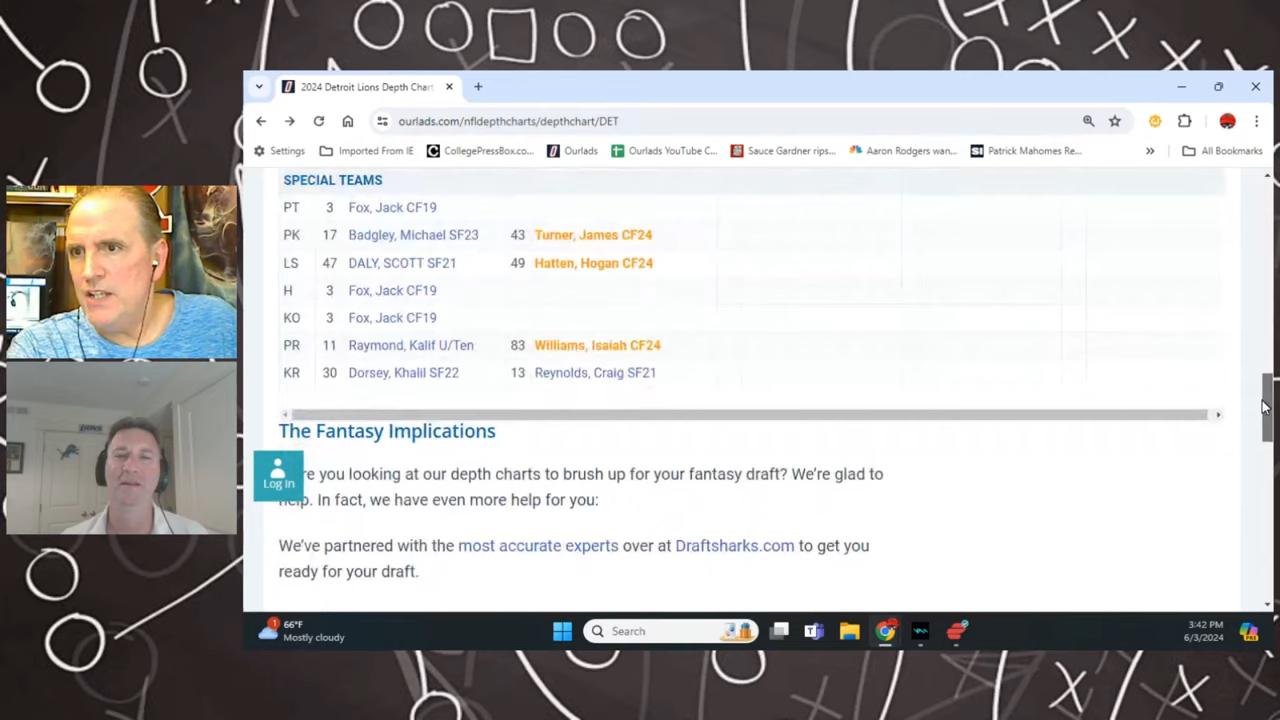 2024 Detroit Lions Depth Chart
ourlads.com/nfldepthcharts/depthchart/DET
Settings Imported From IE CollegePressBox.co... Ourlads Ourlads YouTube C... Sauce Gardner rips... Aaron Rodgers wan... SI Patrick Mahomes Re... » All Bookmarks
SPECIAL TEAMS
PT 3 Fox, Jack CF19
PK 17 Badgley, Michael SF23 43 Turner, James CF24
LS 47 DALY, SCOTT SF21 49 Hatten, Hogan CF24
H 3 Fox, Jack CF19
KO 3 Fox, Jack CF19
PR 11 Raymond, Kalif U/Ten 83 Williams, Isaiah CF24
KR 30 Dorsey, Khalil SF22 13 Reynolds, Craig SF21
The Fantasy Implications
re you looking at our depth charts to brush up for your fantasy draft? We're glad to
Log In
help. In fact, we have even more help for you:
We've partnered with the most accurate experts over at Draftsharks.com to get you
ready for your draft.
1 66°F
Mostly cloudy
Search
3:42 PM
6/3/2024